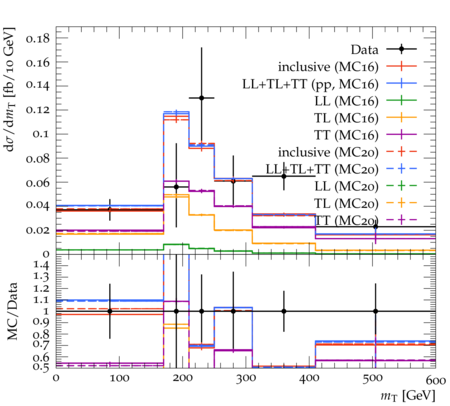 dσ/dm_T [fb/10 GeV]
0.18
0.16
0.14
0.12
0.1
0.08
0.06
0.04
0.02
0
Data
inclusive (MC16)
LL+TL+TT (pp, MC16)
LL (MC16)
TL (MC16)
TT (MC16)
inclusive (MC20)
LL+TL+TT (MC20)
LL (MC20)
TL (MC20)
TT (MC20)
MC/Data
1.4
1.3
1.2
1.1
1
0.9
0.8
0.7
0.6
0.5
0 100 200 300 400 500 600
m_T [GeV]